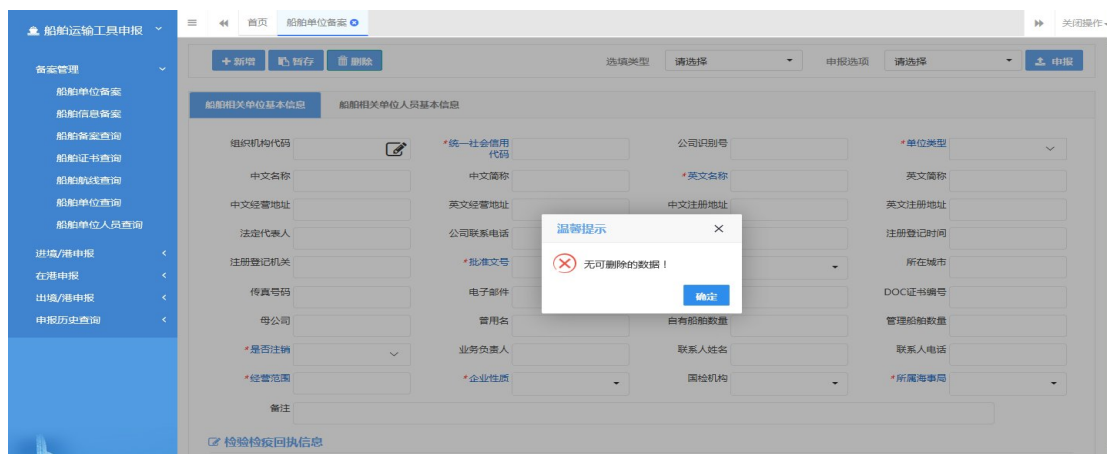 船舶运输工具申报
首页 船舶单位备案 关闭操作
备案管理
船舶单位备案
船舶信息备案
船舶备案查询
船舶证书查询
船舶航线查询
船舶单位查询
船舶单位人员查询
进境/港申报
在港申报
出境/港申报
申报历史查询
新增 暂存 删除 选填类型 请选择 申报选项 请选择 申报
船舶相关单位基本信息 船舶相关单位人员基本信息
组织机构代码 *统一社会信用代码 公司识别号 *单位类型
中文名称 中文简称 *英文名称 英文简称
中文经营地址 英文经营地址 中文注册地址 英文注册地址
法定代表人 公司联系电话 注册登记时间
注册登记机关 *批准文号 所在城市
传真号码 电子邮件 DOC证书编号
母公司 曾用名 自有船舶数量 管理船舶数量
*是否注销 业务负责人 联系人姓名 联系人电话
*经营范围 *企业性质 国检机构 *所属海事局
备注
检验检疫回执信息
温馨提示
无可删除的数据！
确定